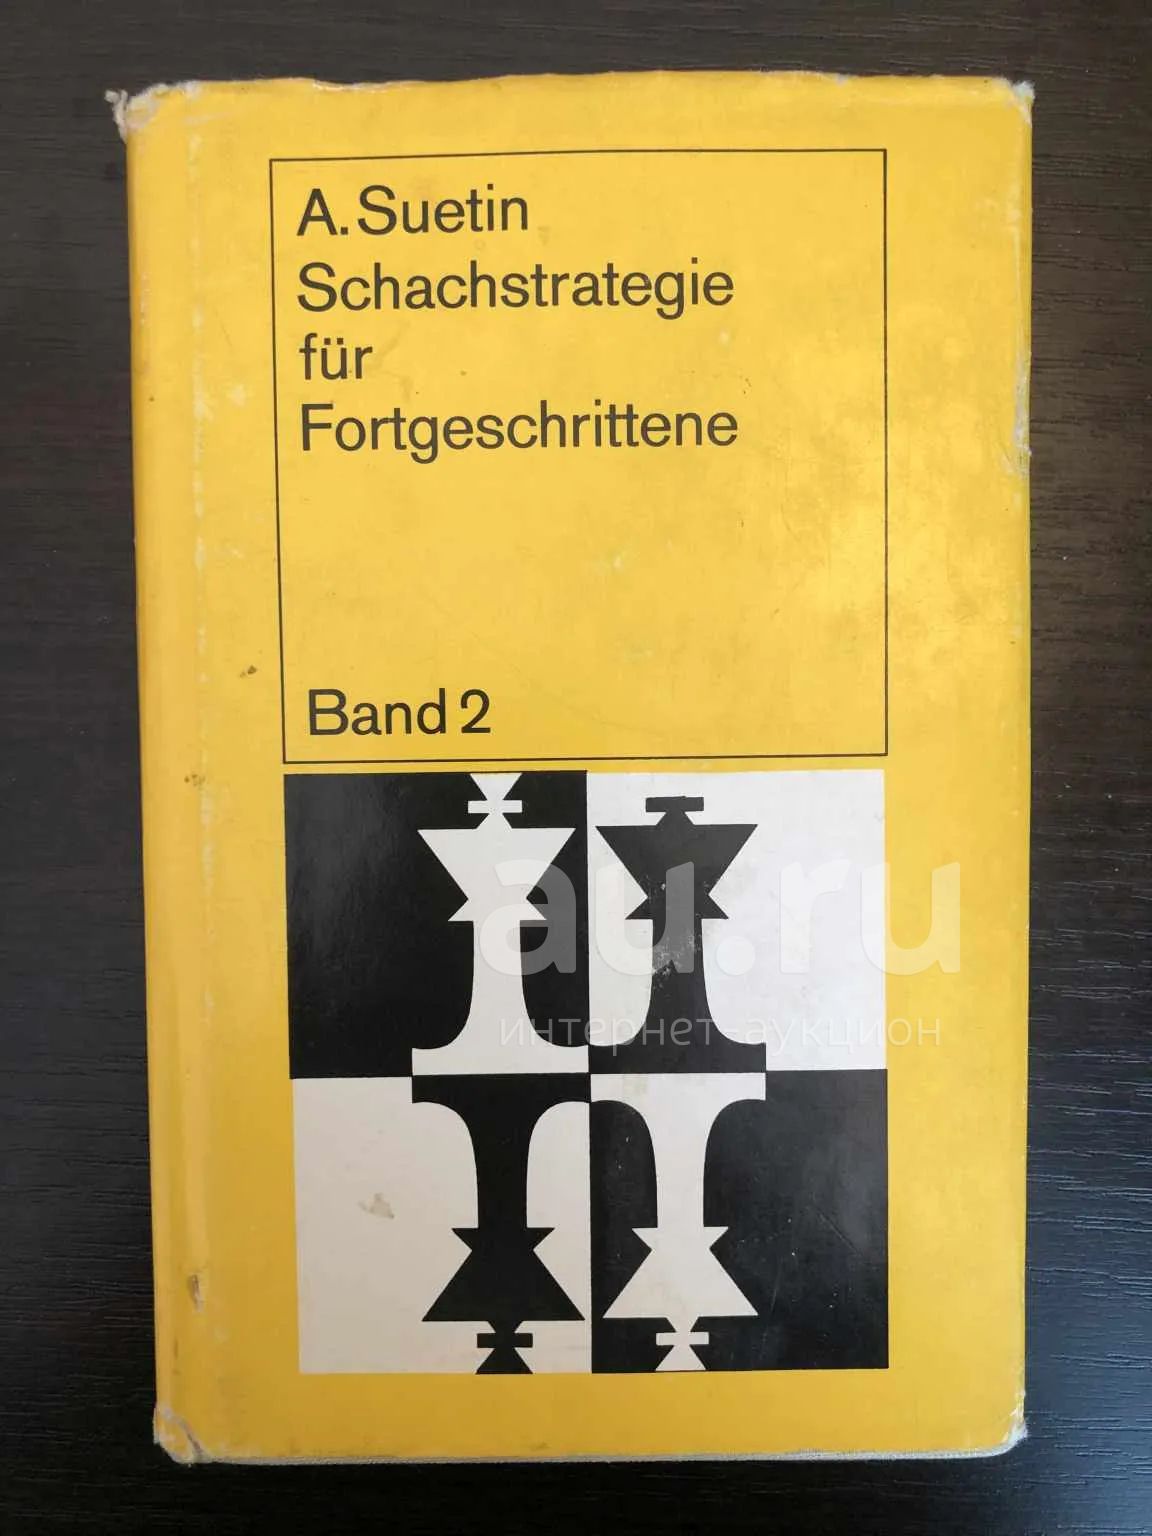 A. Suetin
Schachstrategie
für
Fortgeschrittene
Band 2
au.ru
интернет-аукцион